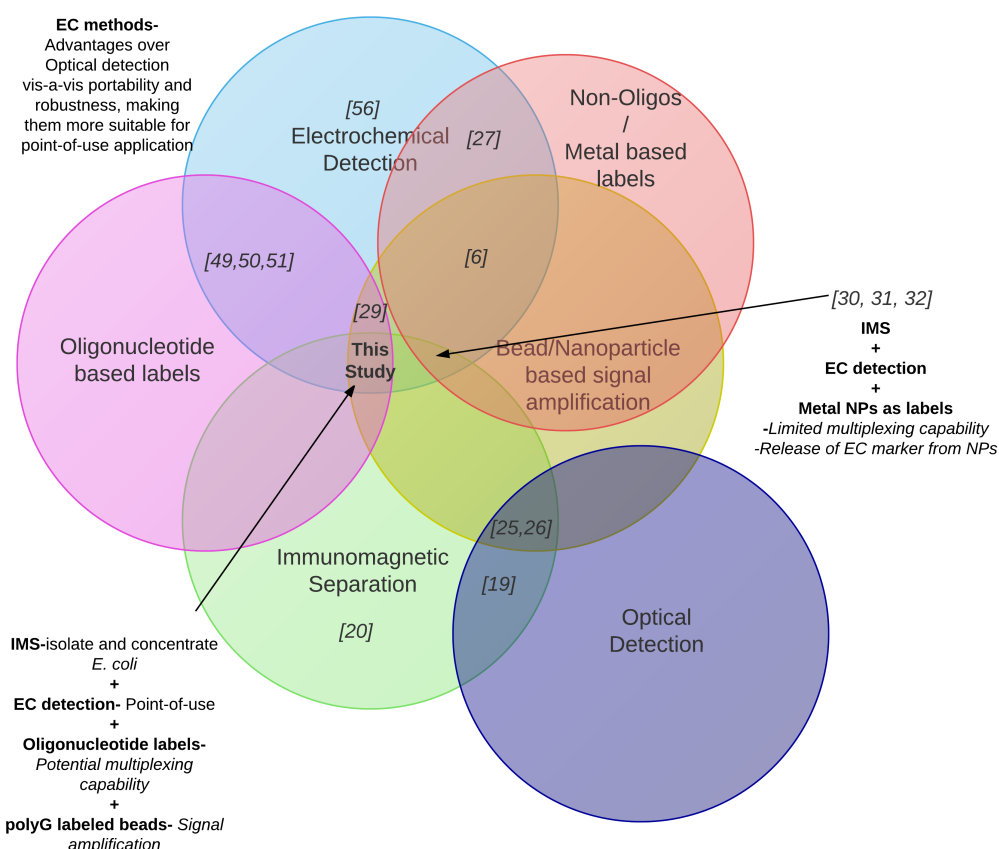 EC methods-
Advantages over
Optical detection
vis-a-vis portability and
robustness, making
them more suitable for
point-of-use application
[56]
Electrochemical
Detection
[27]
Non-Oligos
/
Metal based
labels
[49,50,51]
[6]
[29]
This
Study
Oligonucleotide
based labels
Bead/Nanoparticle
based signal
amplification
[30, 31, 32]
IMS
+
EC detection
+
Metal NPs as labels
-Limited multiplexing capability
-Release of EC marker from NPs
[25,26]
[19]
Immunomagnetic
Separation
[20]
Optical
Detection
IMS-isolate and concentrate
E. coli
+
EC detection- Point-of-use
+
Oligonucleotide labels-
Potential multiplexing
capability
+
polyG labeled beads- Signal
amplification